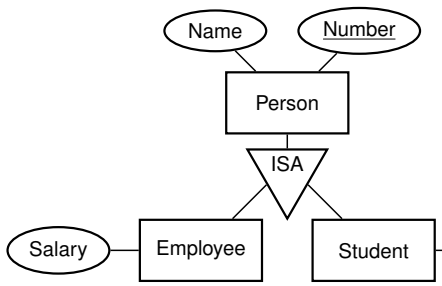 Name
Number
Person
ISA
Salary
Employee
Student